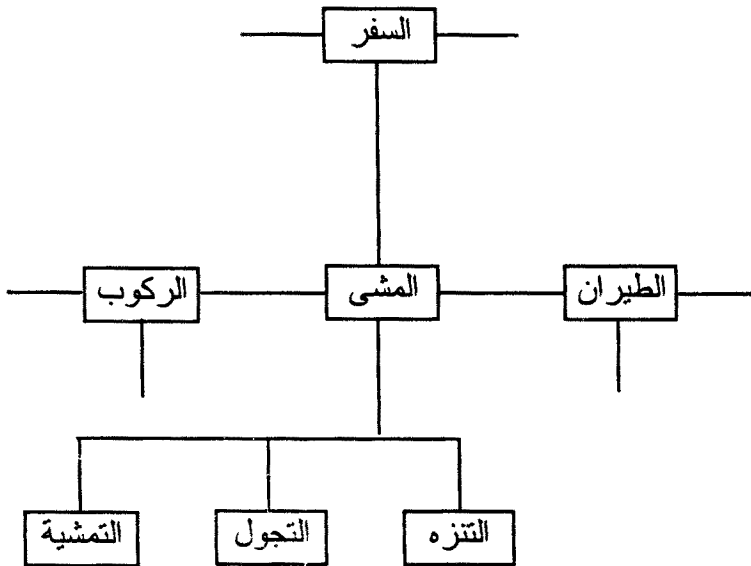 السفر
الطيران
المشى
الركوب
التنزه
التجول
التمشية